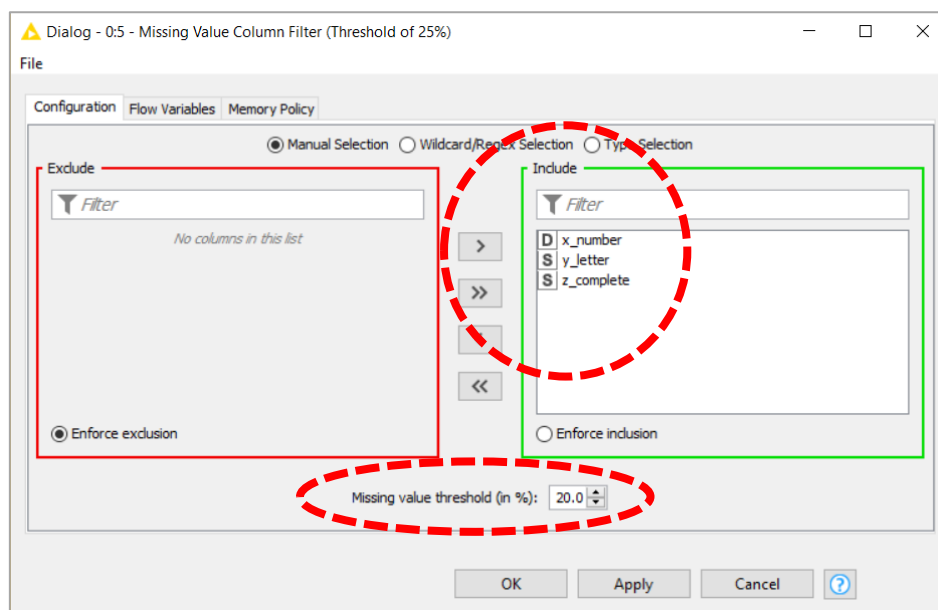 Dialog - 0:5 - Missing Value Column Filter (Threshold of 25%)
File
Configuration Flow Variables Memory Policy
Manual Selection Wildcard/Regex Selection Type Selection
Exclude
Include
Filter
Filter
No columns in this list
D x_number
S y_letter
S z_complete
>
>>
<<
Enforce exclusion
Enforce inclusion
Missing value threshold (in %): 20.0
OK Apply Cancel ?